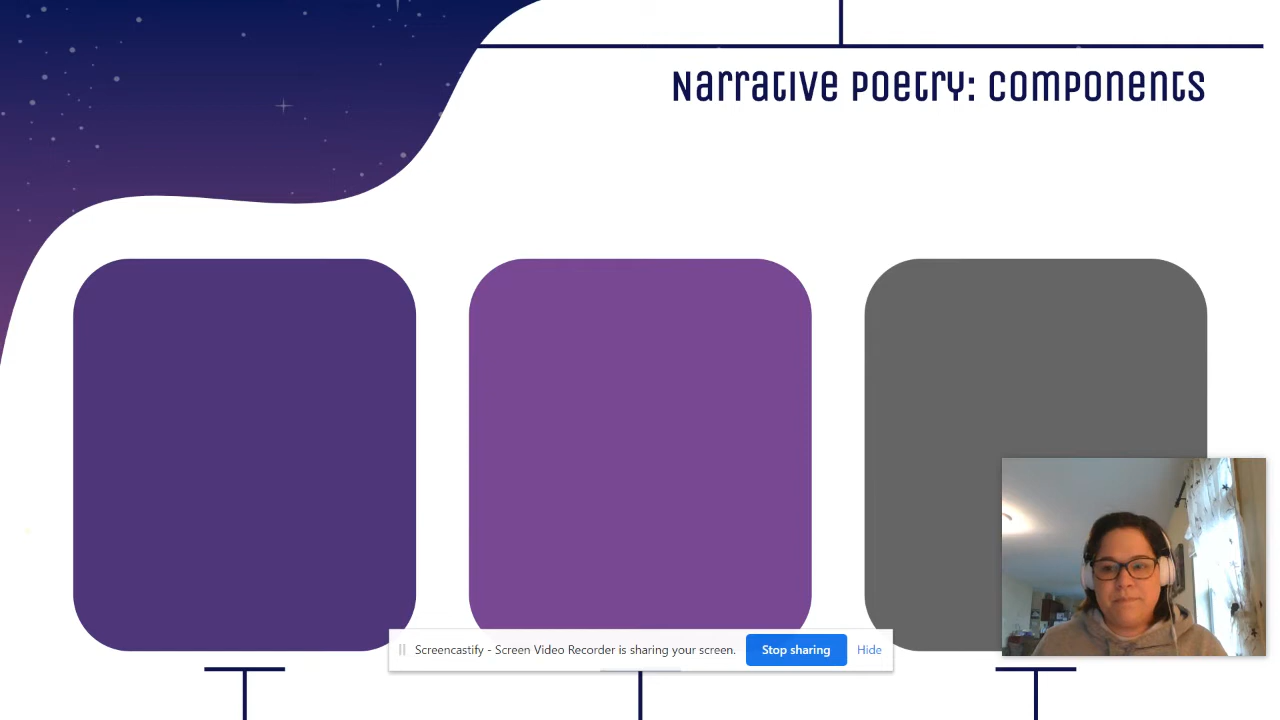 Narrative Poetry: Components
Screencastify - Screen Video Recorder is sharing your screen.
Stop sharing
Hide